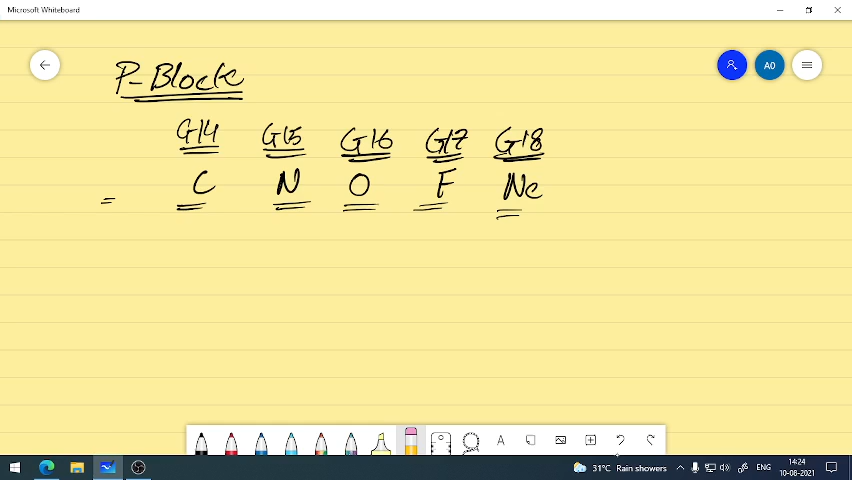 Microsoft Whiteboard
A0
P-Block
G14 G15 G16 G17 G18
= C N O F Ne
A
31°C Rain showers ENG 14:24
10-08-2021